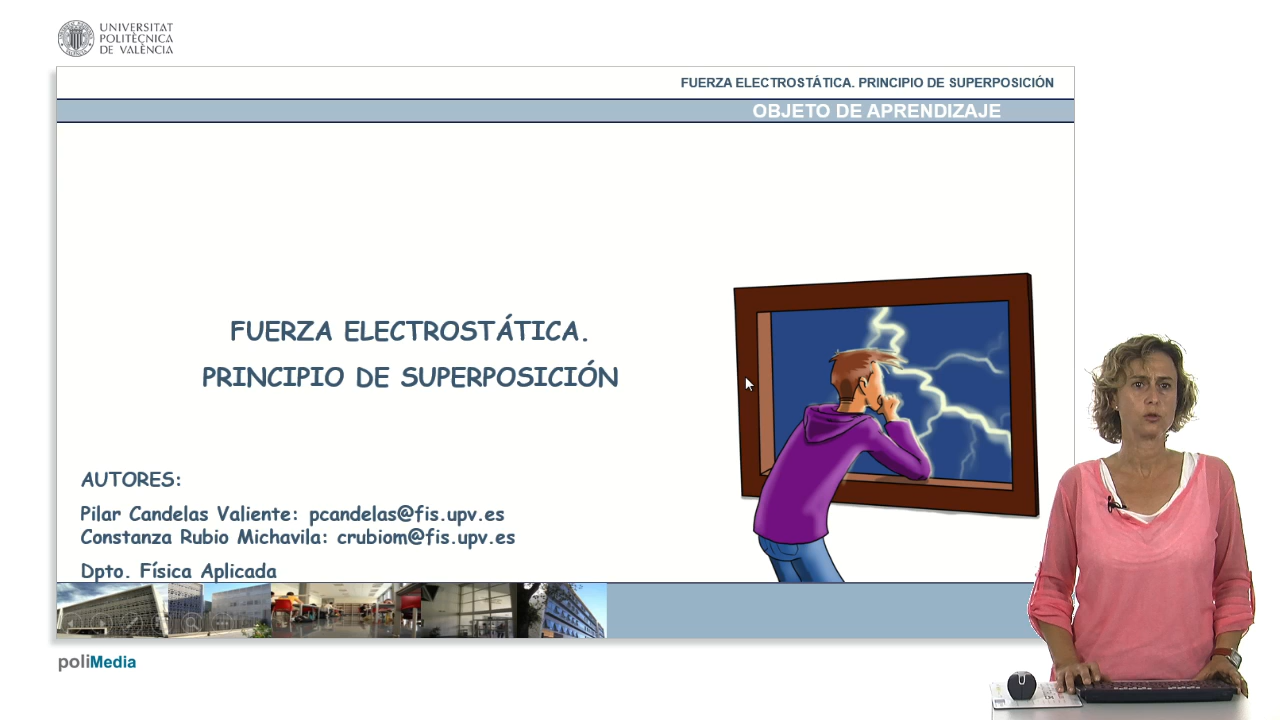 UNIVERSITAT
POLITÈCNICA
DE VALÈNCIA
FUERZA ELECTROSTÁTICA. PRINCIPIO DE SUPERPOSICIÓN
OBJETO DE APRENDIZAJE
FUERZA ELECTROSTÁTICA.
PRINCIPIO DE SUPERPOSICIÓN
AUTORES:
Pilar Candelas Valiente: pcandelas@fis.upv.es
Constanza Rubio Michavila: crubiom@fis.upv.es
Dpto. Física Aplicada
poliMedia